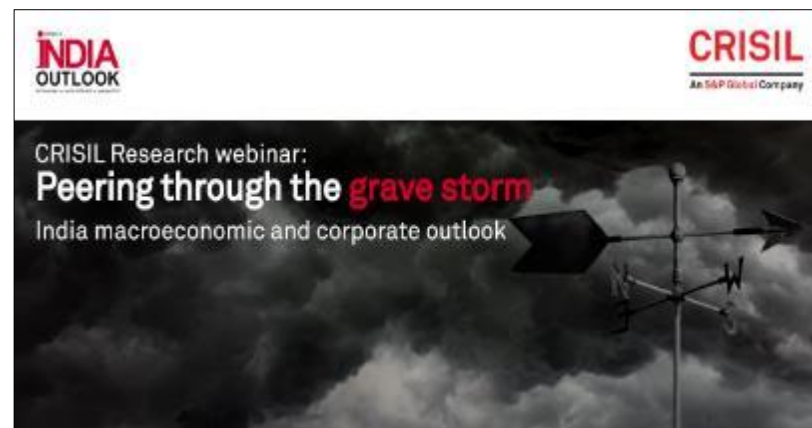 INDIA
OUTLOOK
CRISIL
An S&P Global Company
CRISIL Research webinar:
Peering through the grave storm
India macroeconomic and corporate outlook
N
W